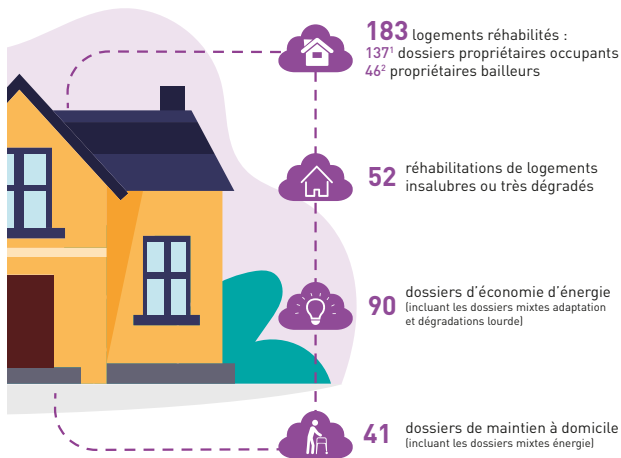 183 logements réhabilités :
137¹ dossiers propriétaires occupants
46² propriétaires bailleurs
52 réhabilitations de logements
insalubres ou très dégradés
90 dossiers d'économie d'énergie
(incluant les dossiers mixtes adaptation
et dégradations lourde)
41 dossiers de maintien à domicile
(incluant les dossiers mixtes énergie)